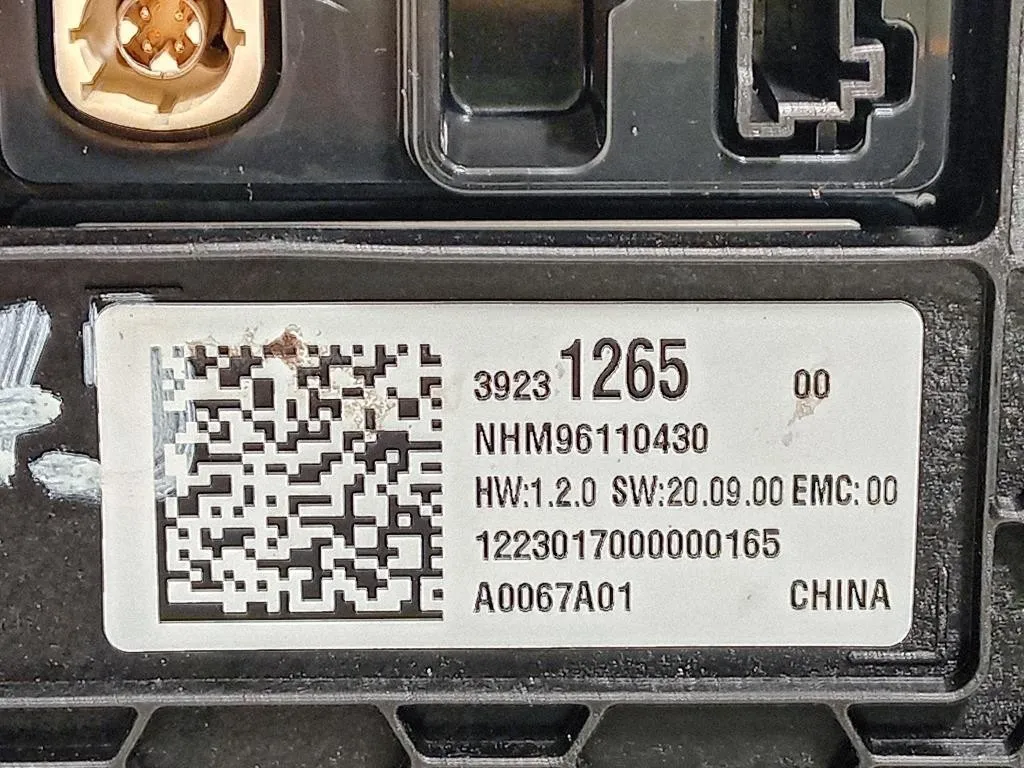 3923 1265 00
NHM96110430
HW:1.2.0 SW:20.09.00 EMC: 00
1223017000000165
A0067A01 CHINA